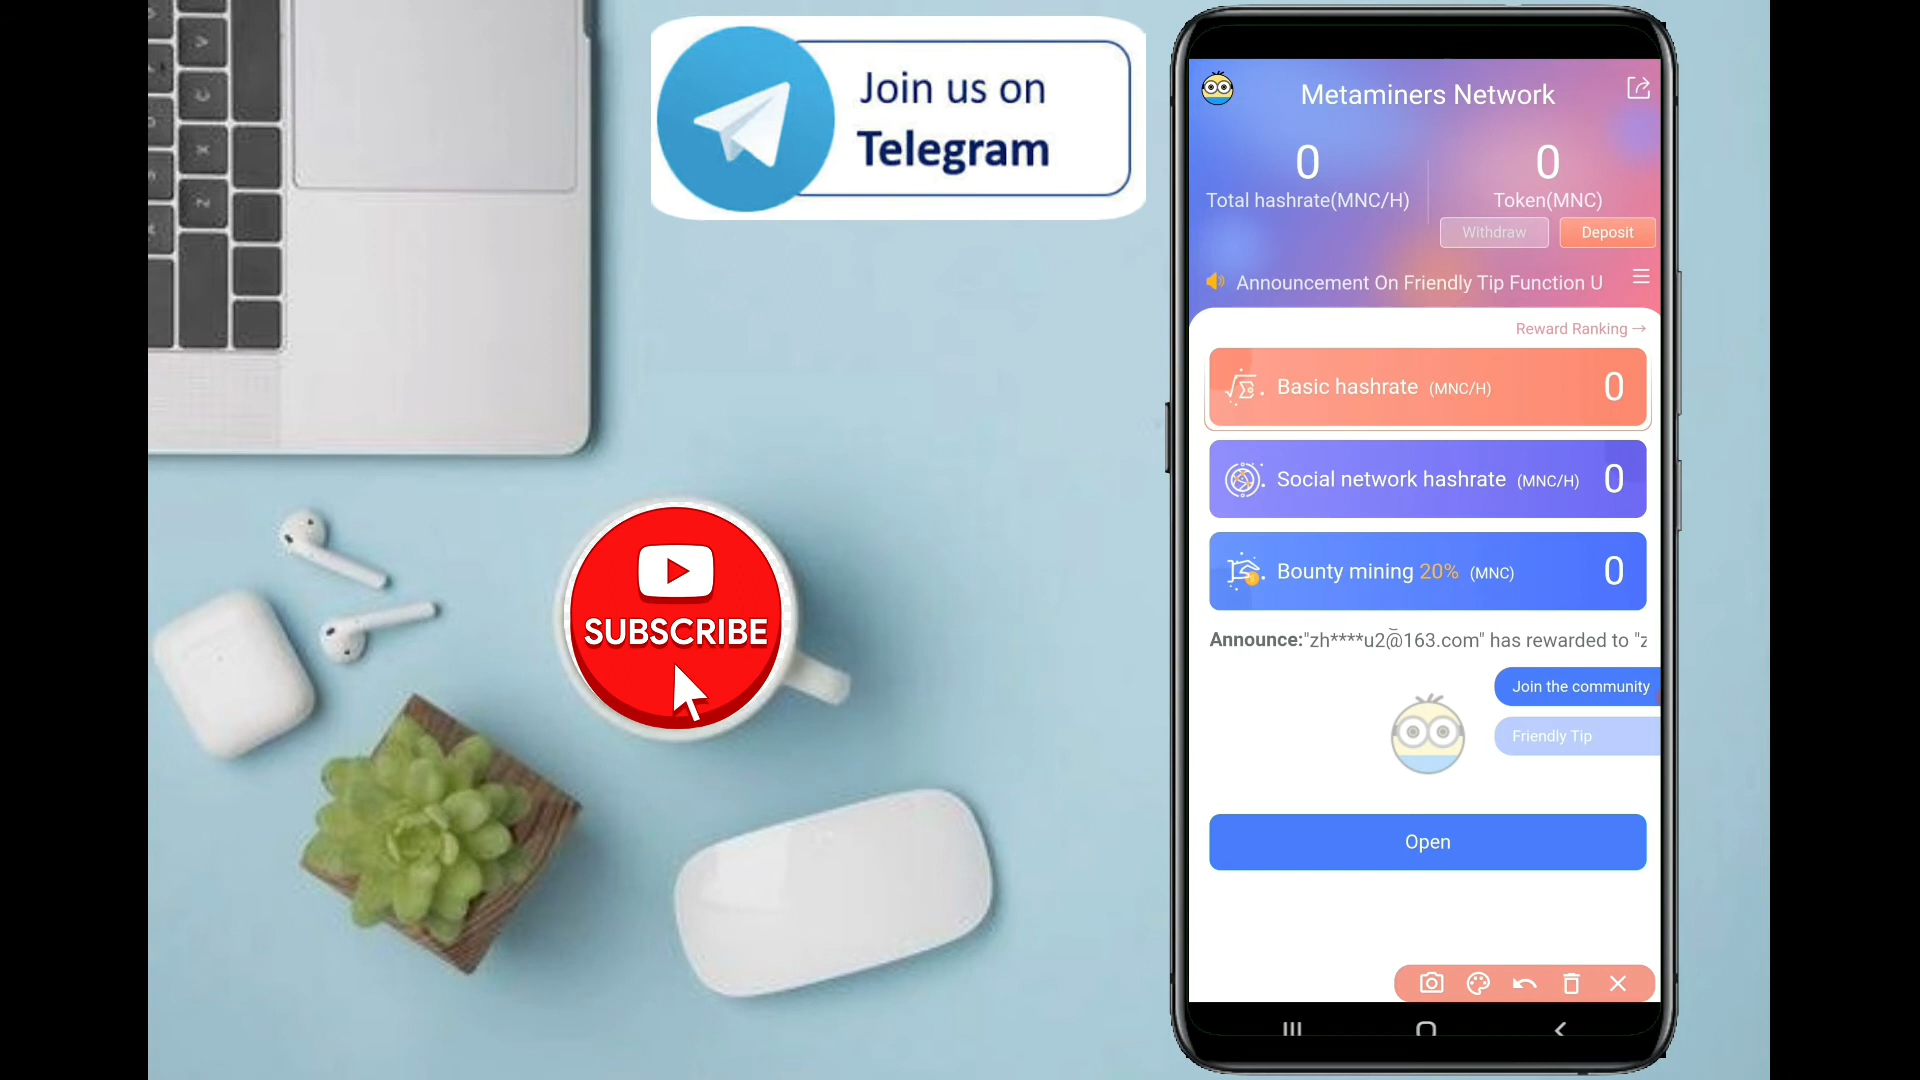 Join us on
Telegram
SUBSCRIBE
Metaminers Network
0
0
Total hashrate(MNC/H)
Token(MNC)
Withdraw
Deposit
Announcement On Friendly Tip Function U
Reward Ranking →
Basic hashrate (MNC/H) 0
Social network hashrate (MNC/H) 0
Bounty mining 20% (MNC) 0
Announce:"zh****u2@163.com" has rewarded to "z
Join the community
Friendly Tip
Open